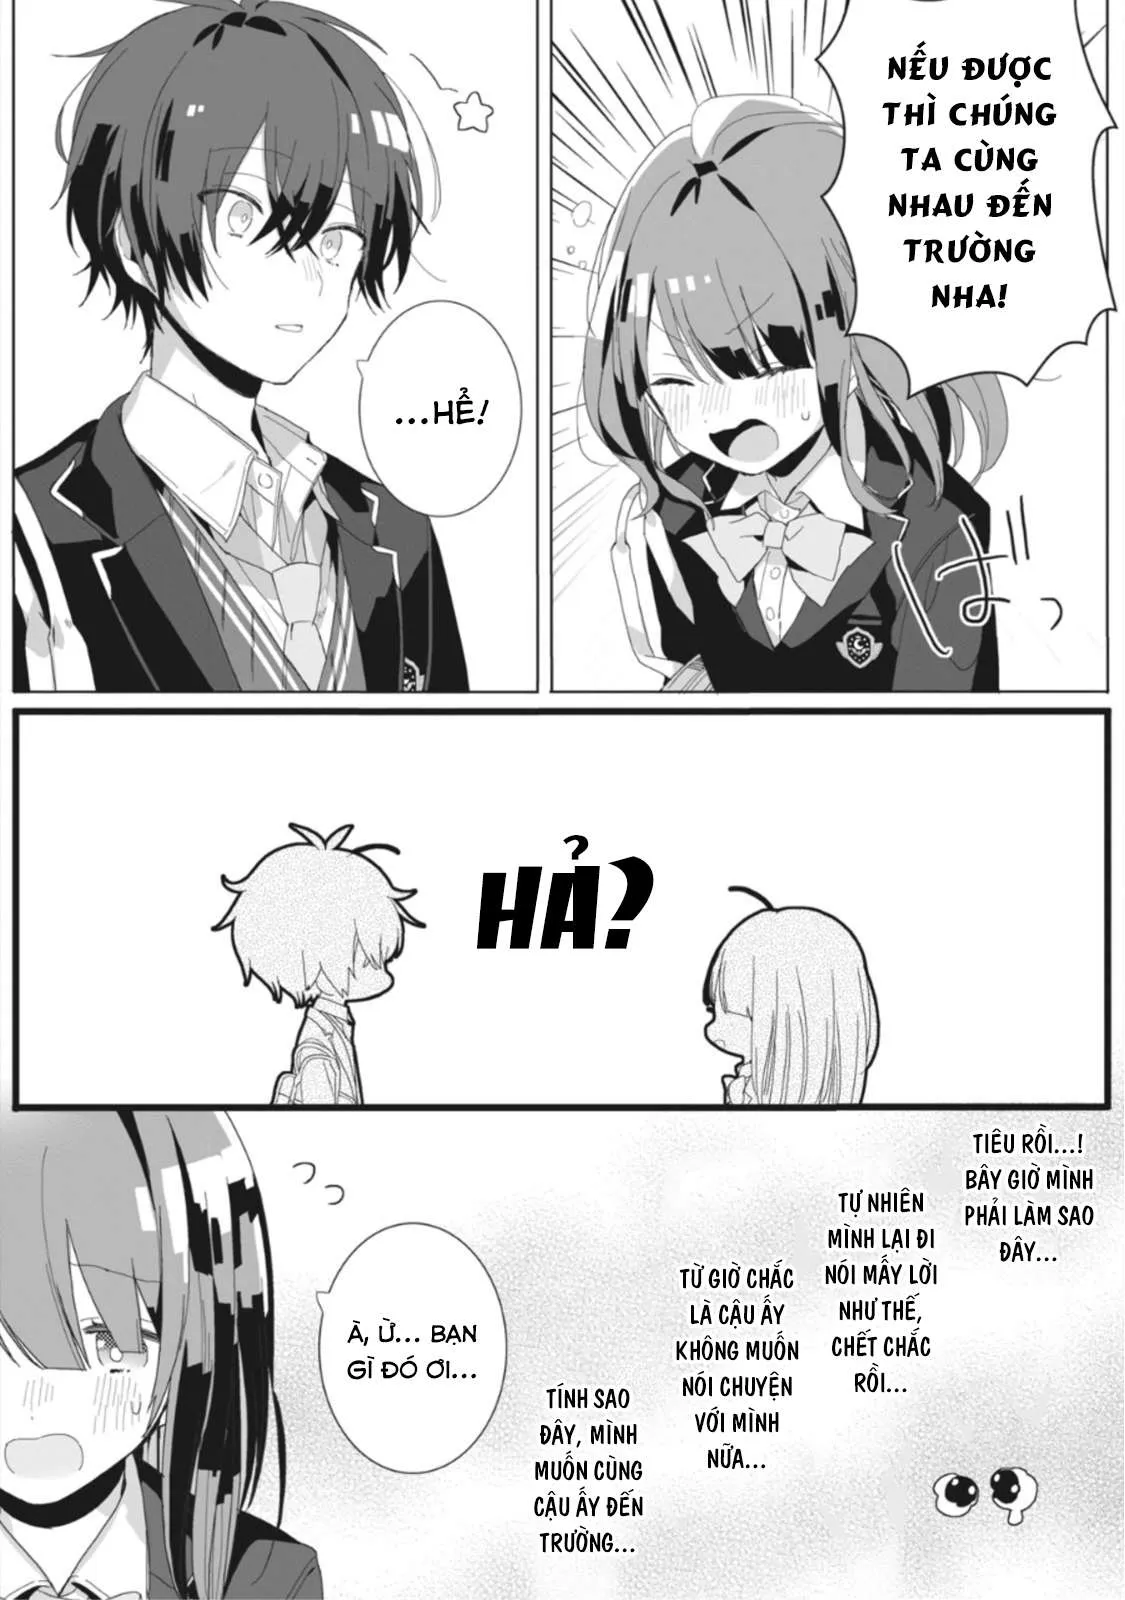 NẾU ĐƯỢC
THÌ CHÚNG
TA CÙNG
NHAU ĐẾN
TRƯỜNG
NHA!
...HỂ!
ばっ
HẢ?
TIÊU RỒI...!
BÂY GIỜ MÌNH
PHẢI LÀM SAO
ĐÂY...
TỰ NHIÊN
MÌNH LẠI ĐI
NÓI MẤY LỜI
NHƯ THẾ,
CHẾT CHẮC
RỒI...
TỪ GIỜ CHẮC
LÀ CẬU ẤY
KHÔNG MUỐN
NÓI CHUYỆN
VỚI MÌNH
NỮA...
TÍNH SAO
ĐÂY, MÌNH
MUỐN CÙNG
CẬU ẤY ĐẾN
TRƯỜNG...
À, Ừ... BẠN
GÌ ĐÓ ƠI...